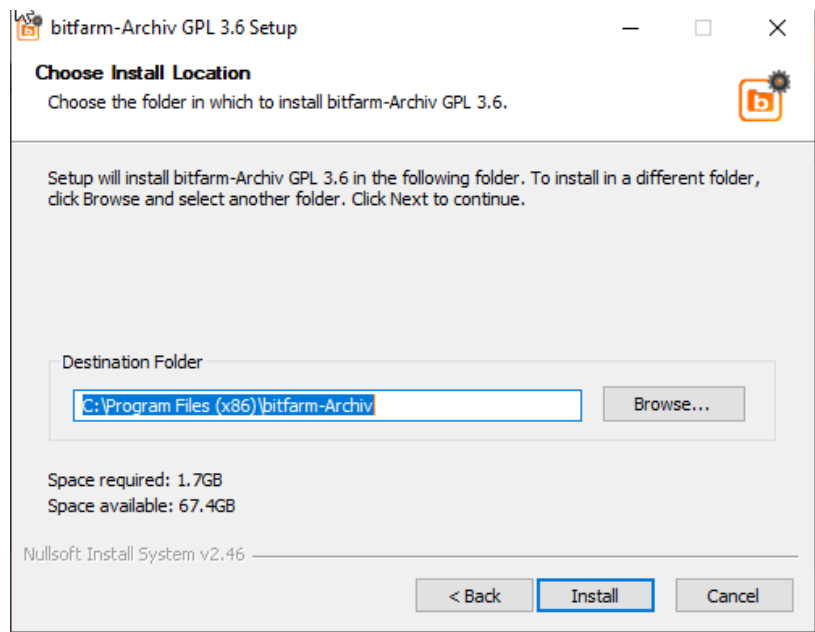 bitfarm-Archiv GPL 3.6 Setup
Choose Install Location
Choose the folder in which to install bitfarm-Archiv GPL 3.6.
b
Setup will install bitfarm-Archiv GPL 3.6 in the following folder. To install in a different folder,
click Browse and select another folder. Click Next to continue.
Destination Folder
C:\Program Files (x86)\bitfarm-Archiv
Browse...
Space required: 1.7GB
Space available: 67.4GB
Nullsoft Install System v2.46
< Back
Install
Cancel